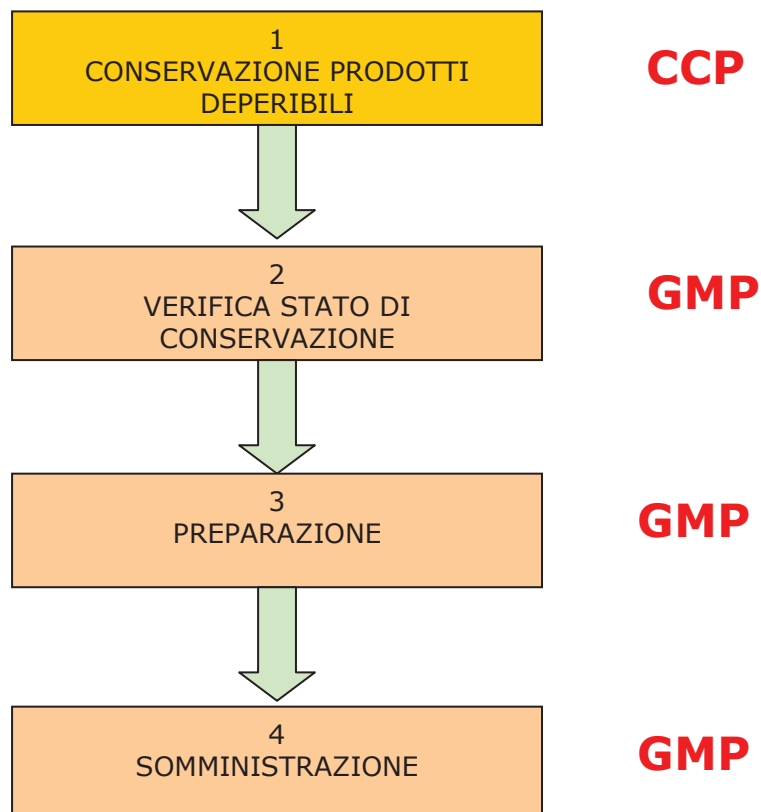 1
CONSERVAZIONE PRODOTTI
DEPERIBILI
CCP
2
VERIFICA STATO DI
CONSERVAZIONE
GMP
3
PREPARAZIONE
GMP
4
SOMMINISTRAZIONE
GMP